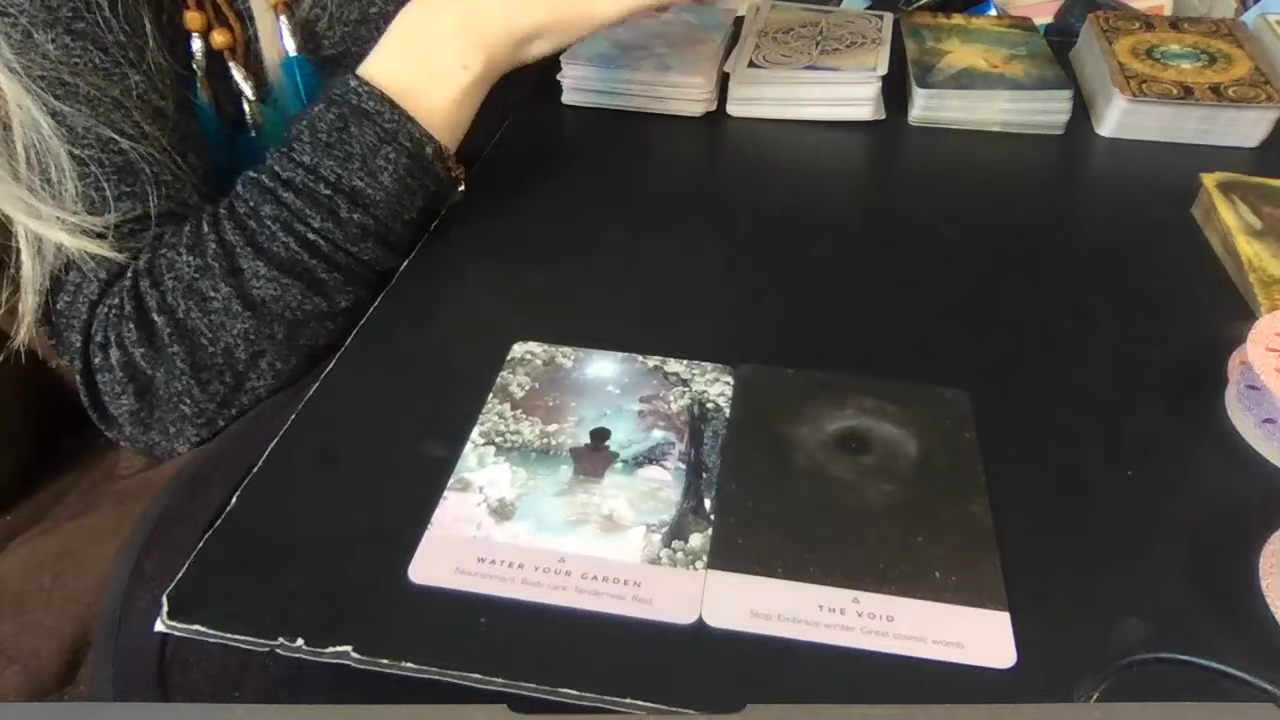 WATER YOUR GARDEN
Nourishment. Body care. Tenderness. Rest.
THE VOID
Stop. Embrace winter. Great cosmic womb.